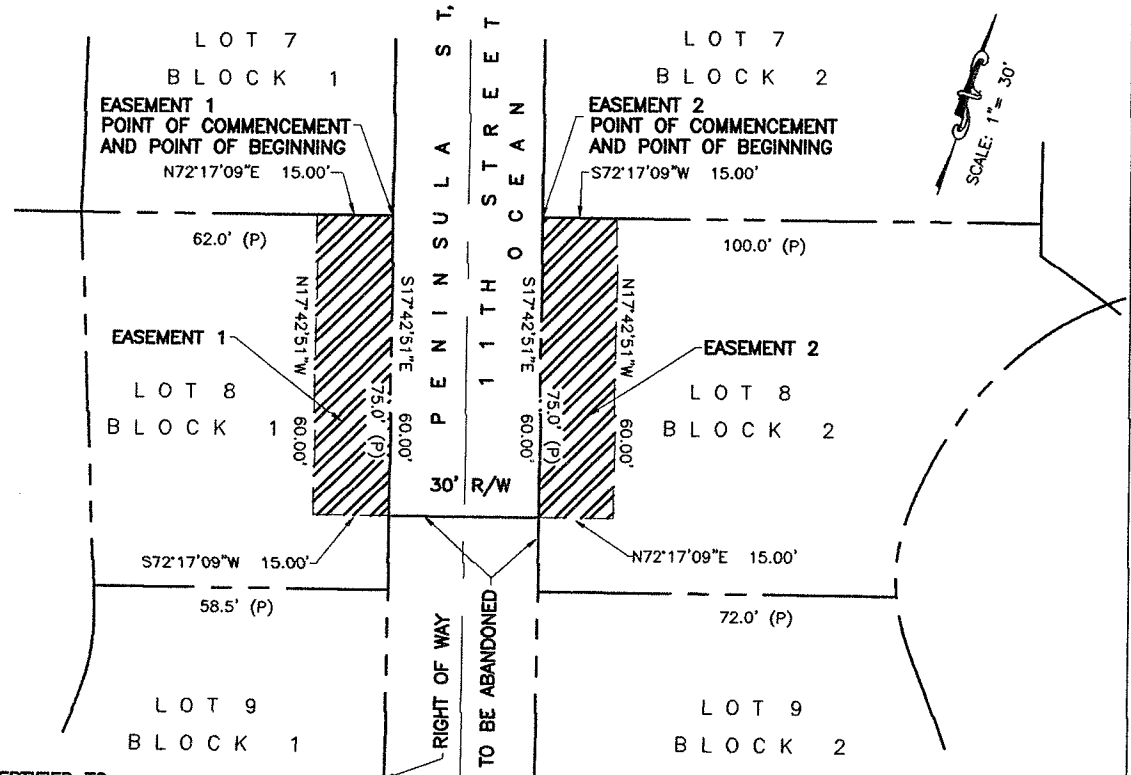 LOT 7
BLOCK 1
EASEMENT 1
POINT OF COMMENCEMENT
AND POINT OF BEGINNING
N72°17'09"E 15.00'
PENINSULA ST,
11TH STREET
OCEAN
LOT 7
BLOCK 2
EASEMENT 2
POINT OF COMMENCEMENT
AND POINT OF BEGINNING
S72°17'09"W 15.00'
SCALE: 1"= 30'
62.0' (P)
100.0' (P)
N17°42'51"W
60.00'
S17°42'51"E
60.00'
75.0' (P)
S17°42'51"E
60.00'
75.0' (P)
N17°42'51"W
60.00'
EASEMENT 1
EASEMENT 2
LOT 8
BLOCK 1
LOT 8
BLOCK 2
30' R/W
S72°17'09"W 15.00'
N72°17'09"E 15.00'
58.5' (P)
72.0' (P)
RIGHT OF WAY
TO BE ABANDONED
LOT 9
BLOCK 1
LOT 9
BLOCK 2